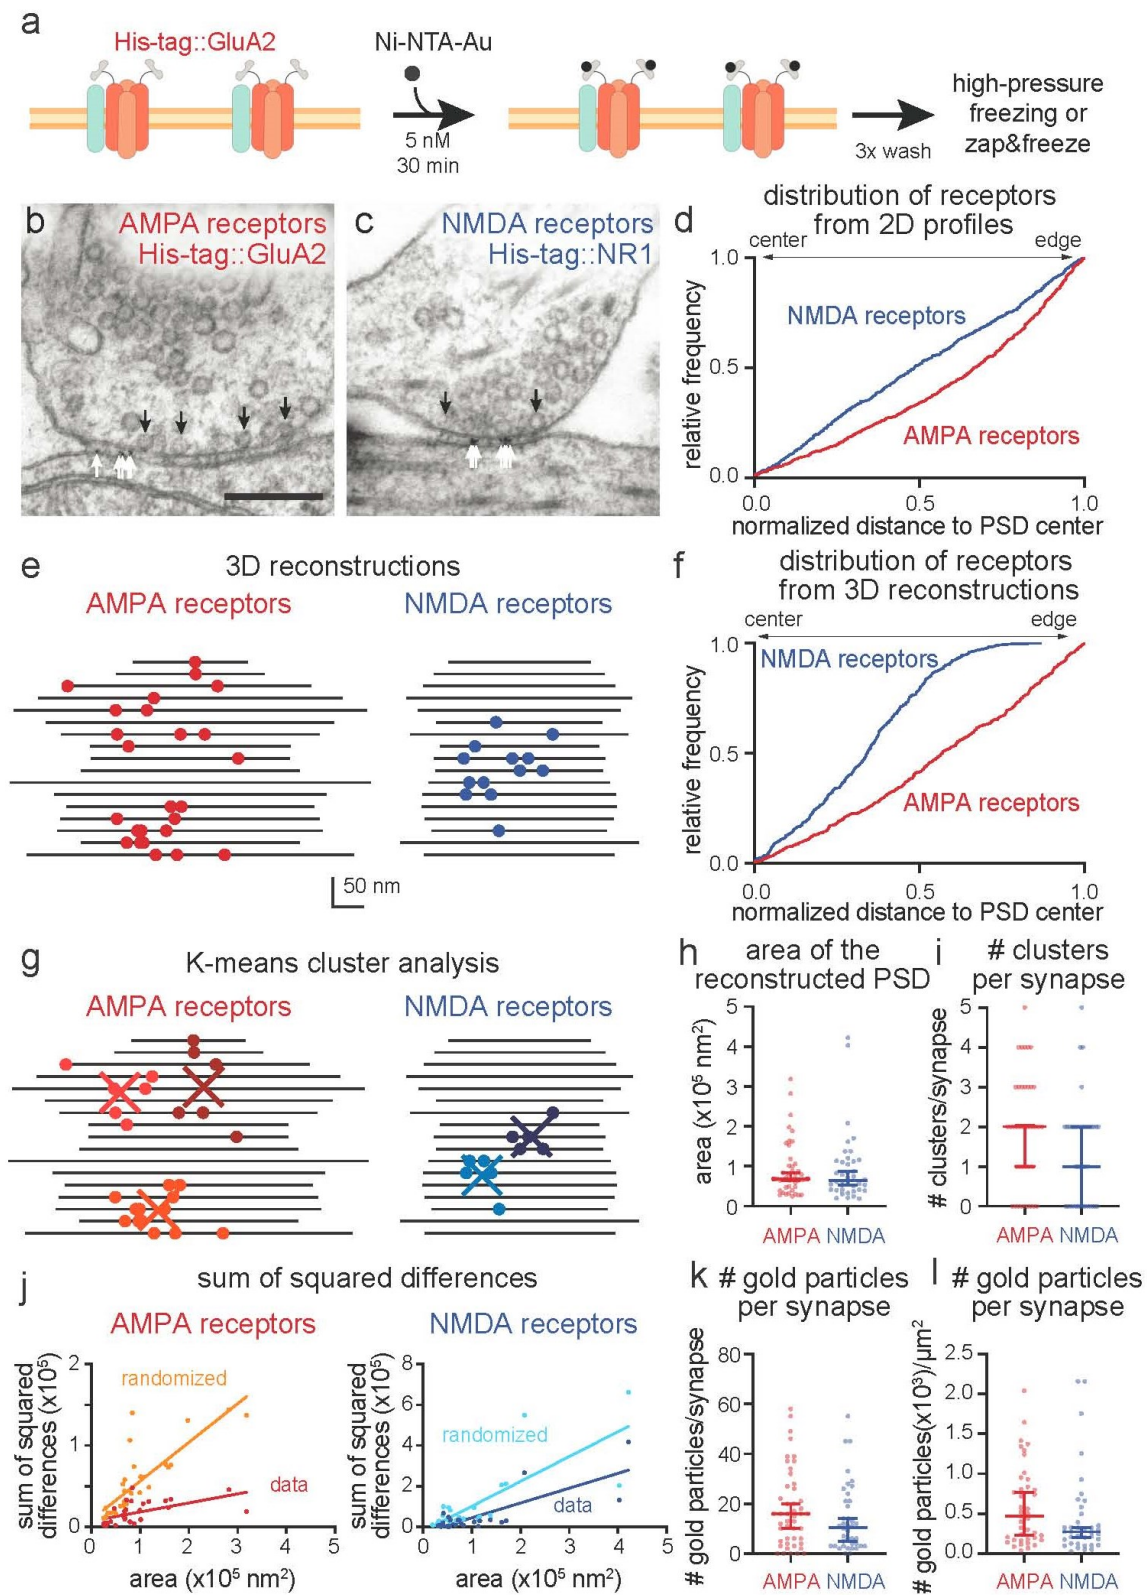 a
His-tag::GluA2
Ni-NTA-Au
5 nM
30 min
3x wash
high-pressure
freezing or
zap&freeze
b
AMPA receptors
His-tag::GluA2
c
NMDA receptors
His-tag::NR1
d
distribution of receptors
from 2D profiles
center
edge
1.0
0.5
0.0
relative frequency
NMDA receptors
AMPA receptors
0.0
0.5
1.0
normalized distance to PSD center
e
3D reconstructions
AMPA receptors
NMDA receptors
50 nm
f
distribution of receptors
from 3D reconstructions
center
edge
1.0
0.5
0.0
relative frequency
NMDA receptors
AMPA receptors
0.0
0.5
1.0
normalized distance to PSD center
g
K-means cluster analysis
AMPA receptors
NMDA receptors
h
area of the
reconstructed PSD
area (x10⁵ nm²)
5
4
3
2
1
0
AMPA
NMDA
i
# clusters
per synapse
# clusters/synapse
5
4
3
2
1
0
AMPA
NMDA
j
sum of squared differences
AMPA receptors
sum of squared
differences (x10⁵)
2
1
0
randomized
data
0
1
2
3
4
area (x10⁵ nm²)
NMDA receptors
sum of squared
differences (x10⁵)
8
6
4
2
0
randomized
data
0
1
2
3
4
5
area (x10⁵ nm²)
k
# gold particles
per synapse
# gold particles/synapse
80
60
40
20
0
AMPA
NMDA
l
# gold particles
per synapse
# gold particles(x10³)/µm²
2.5
2.0
1.5
1.0
0.5
0.0
AMPA
NMDA